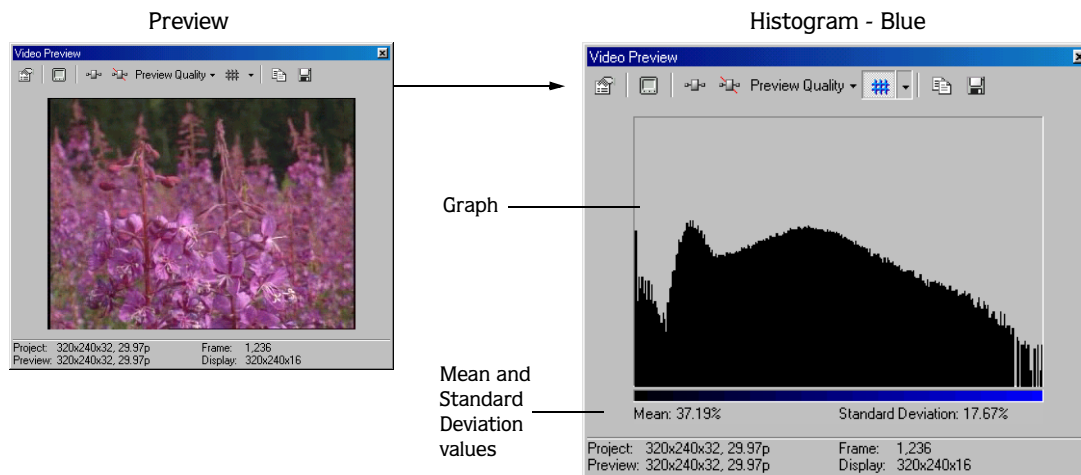 Preview
Video Preview
Preview Quality
Project: 320x240x32, 29.97p Frame: 1,236
Preview: 320x240x32, 29.97p Display: 320x240x16
Histogram - Blue
Video Preview
Preview Quality
Graph
Mean and
Standard
Deviation
values
Mean: 37.19% Standard Deviation: 17.67%
Project: 320x240x32, 29.97p Frame: 1,236
Preview: 320x240x32, 29.97p Display: 320x240x16